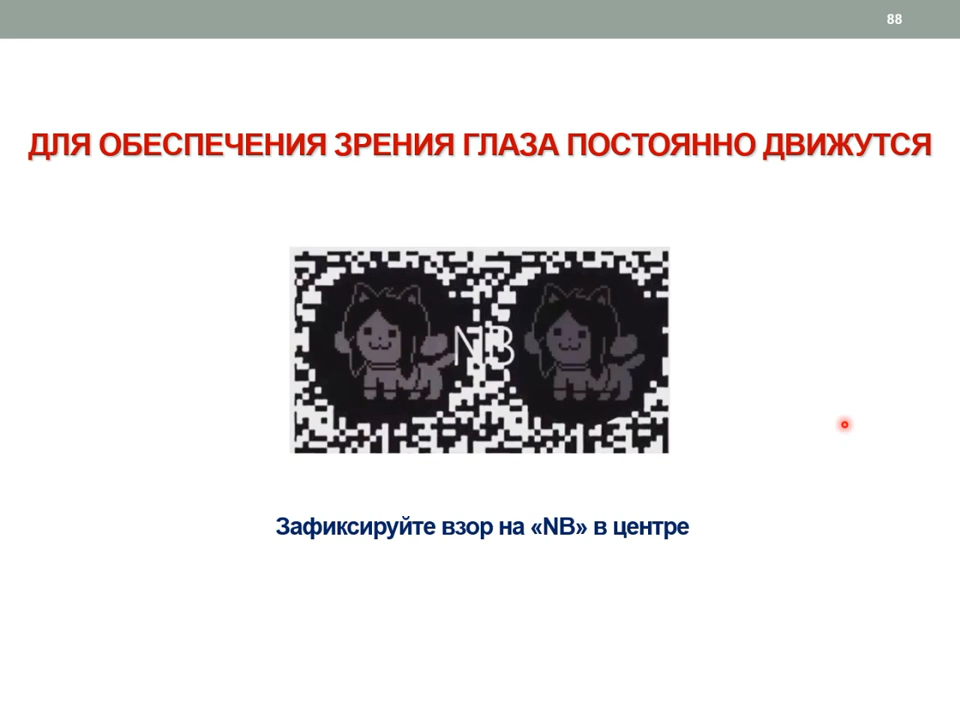 88
ДЛЯ ОБЕСПЕЧЕНИЯ ЗРЕНИЯ ГЛАЗА ПОСТОЯННО ДВИЖУТСЯ
NB
Зафиксируйте взор на «NB» в центре